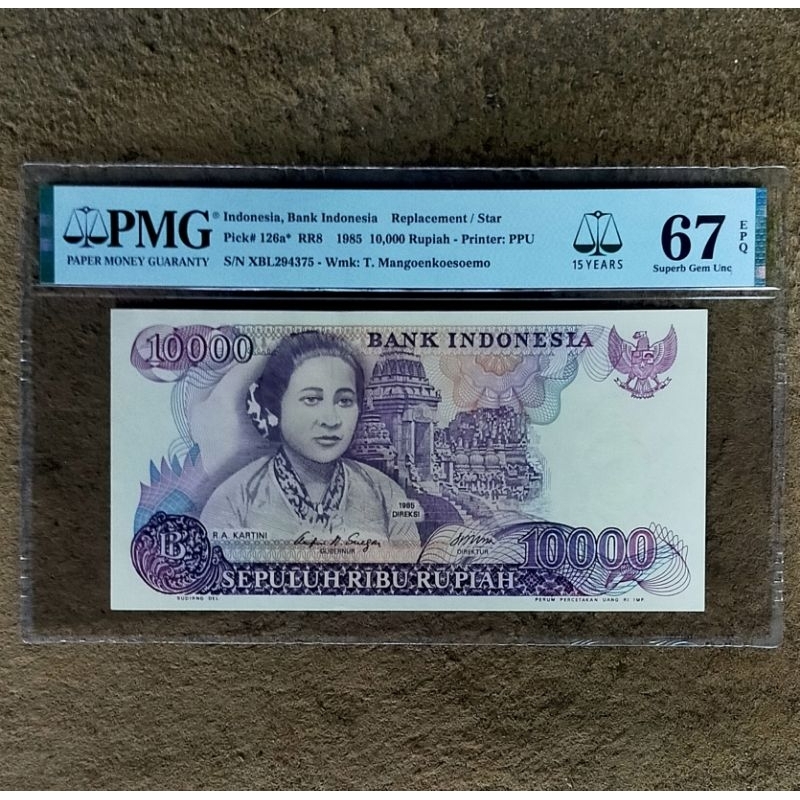 PMG®
PAPER MONEY GUARANTY
Indonesia, Bank Indonesia Replacement / Star
Pick# 126a* RR8 1985 10,000 Rupiah - Printer: PPU
S/N XBL294375 - Wmk: T. Mangoenkoesoemo
15 YEARS
67
EPQ
Superb Gem Unc
10000
BANK INDONESIA
1985
DIREKSI
R.A. KARTINI
GUBERNUR
DIREKTUR
B
10000
SEPULUH RIBU RUPIAH
SUDIRNO DEL.
PERUM PERCETAKAN UANG RI IMP.